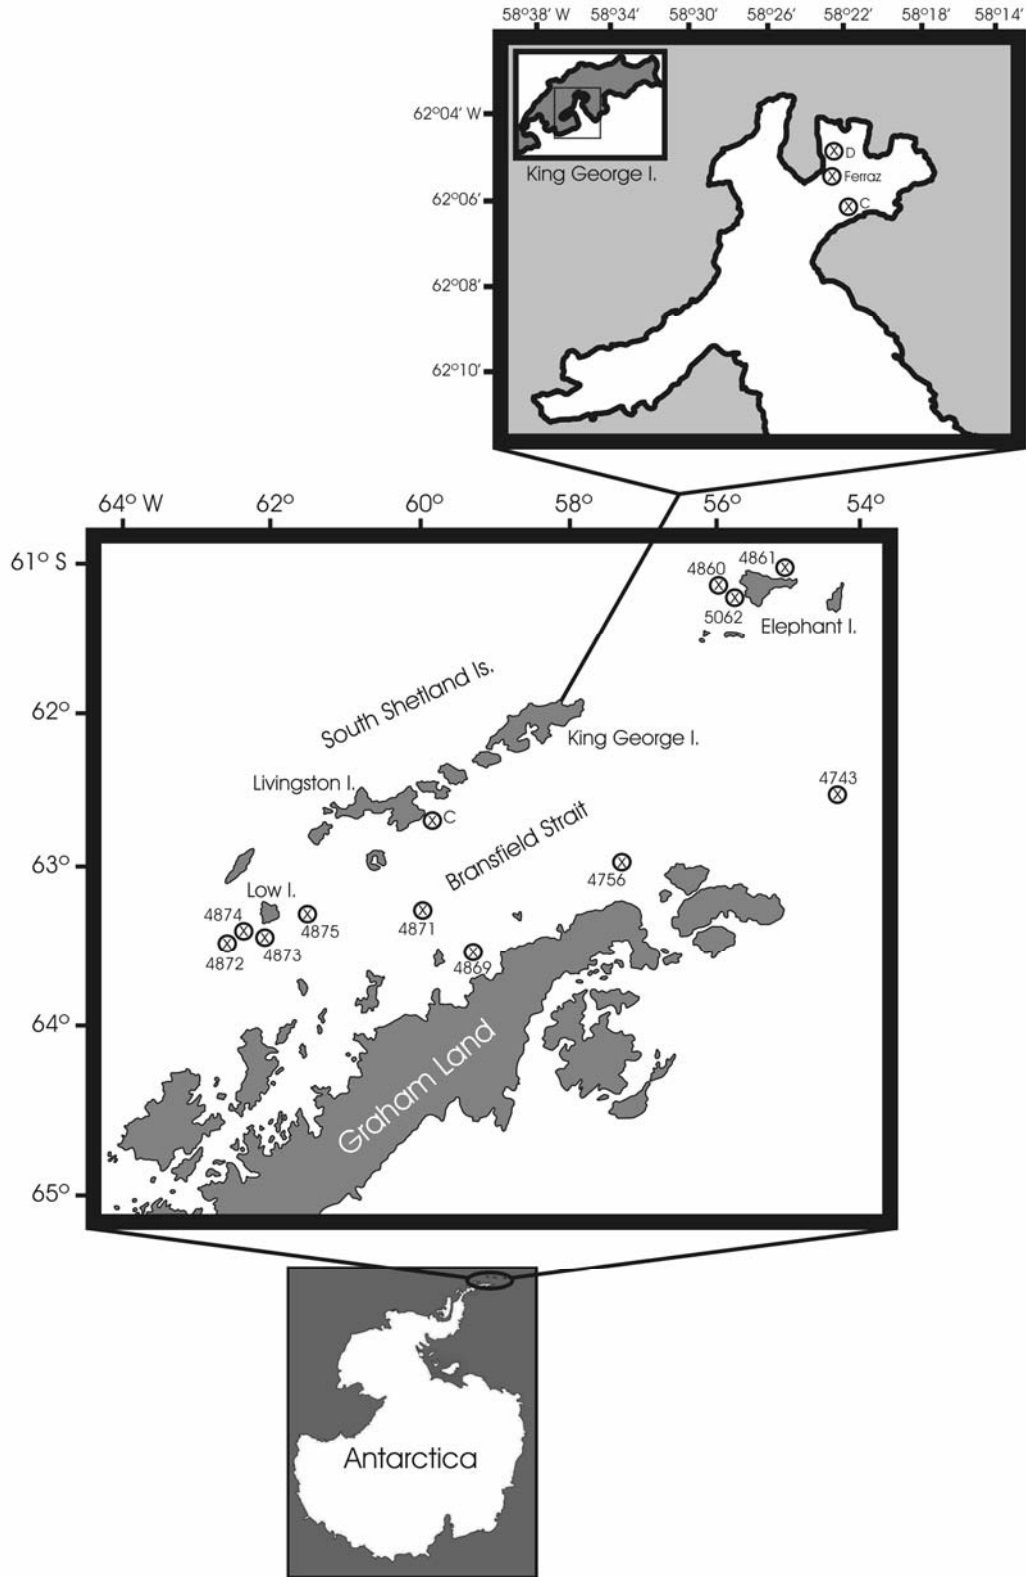 58°38' W 58°34' 58°30' 58°26' 58°22' 58°18' 58°14'
62°04' W
62°06'
62°08'
62°10'
King George I.
D
Ferraz
C
64° W 62° 60° 58° 56° 54°
61° S
62°
63°
64°
65°
4860
4861
5062
Elephant I.
South Shetland Is.
King George I.
Livingston I.
C
4743
Bransfield Strait
4756
Low I.
4874
4875
4871
4872
4873
4869
Graham Land
Antarctica